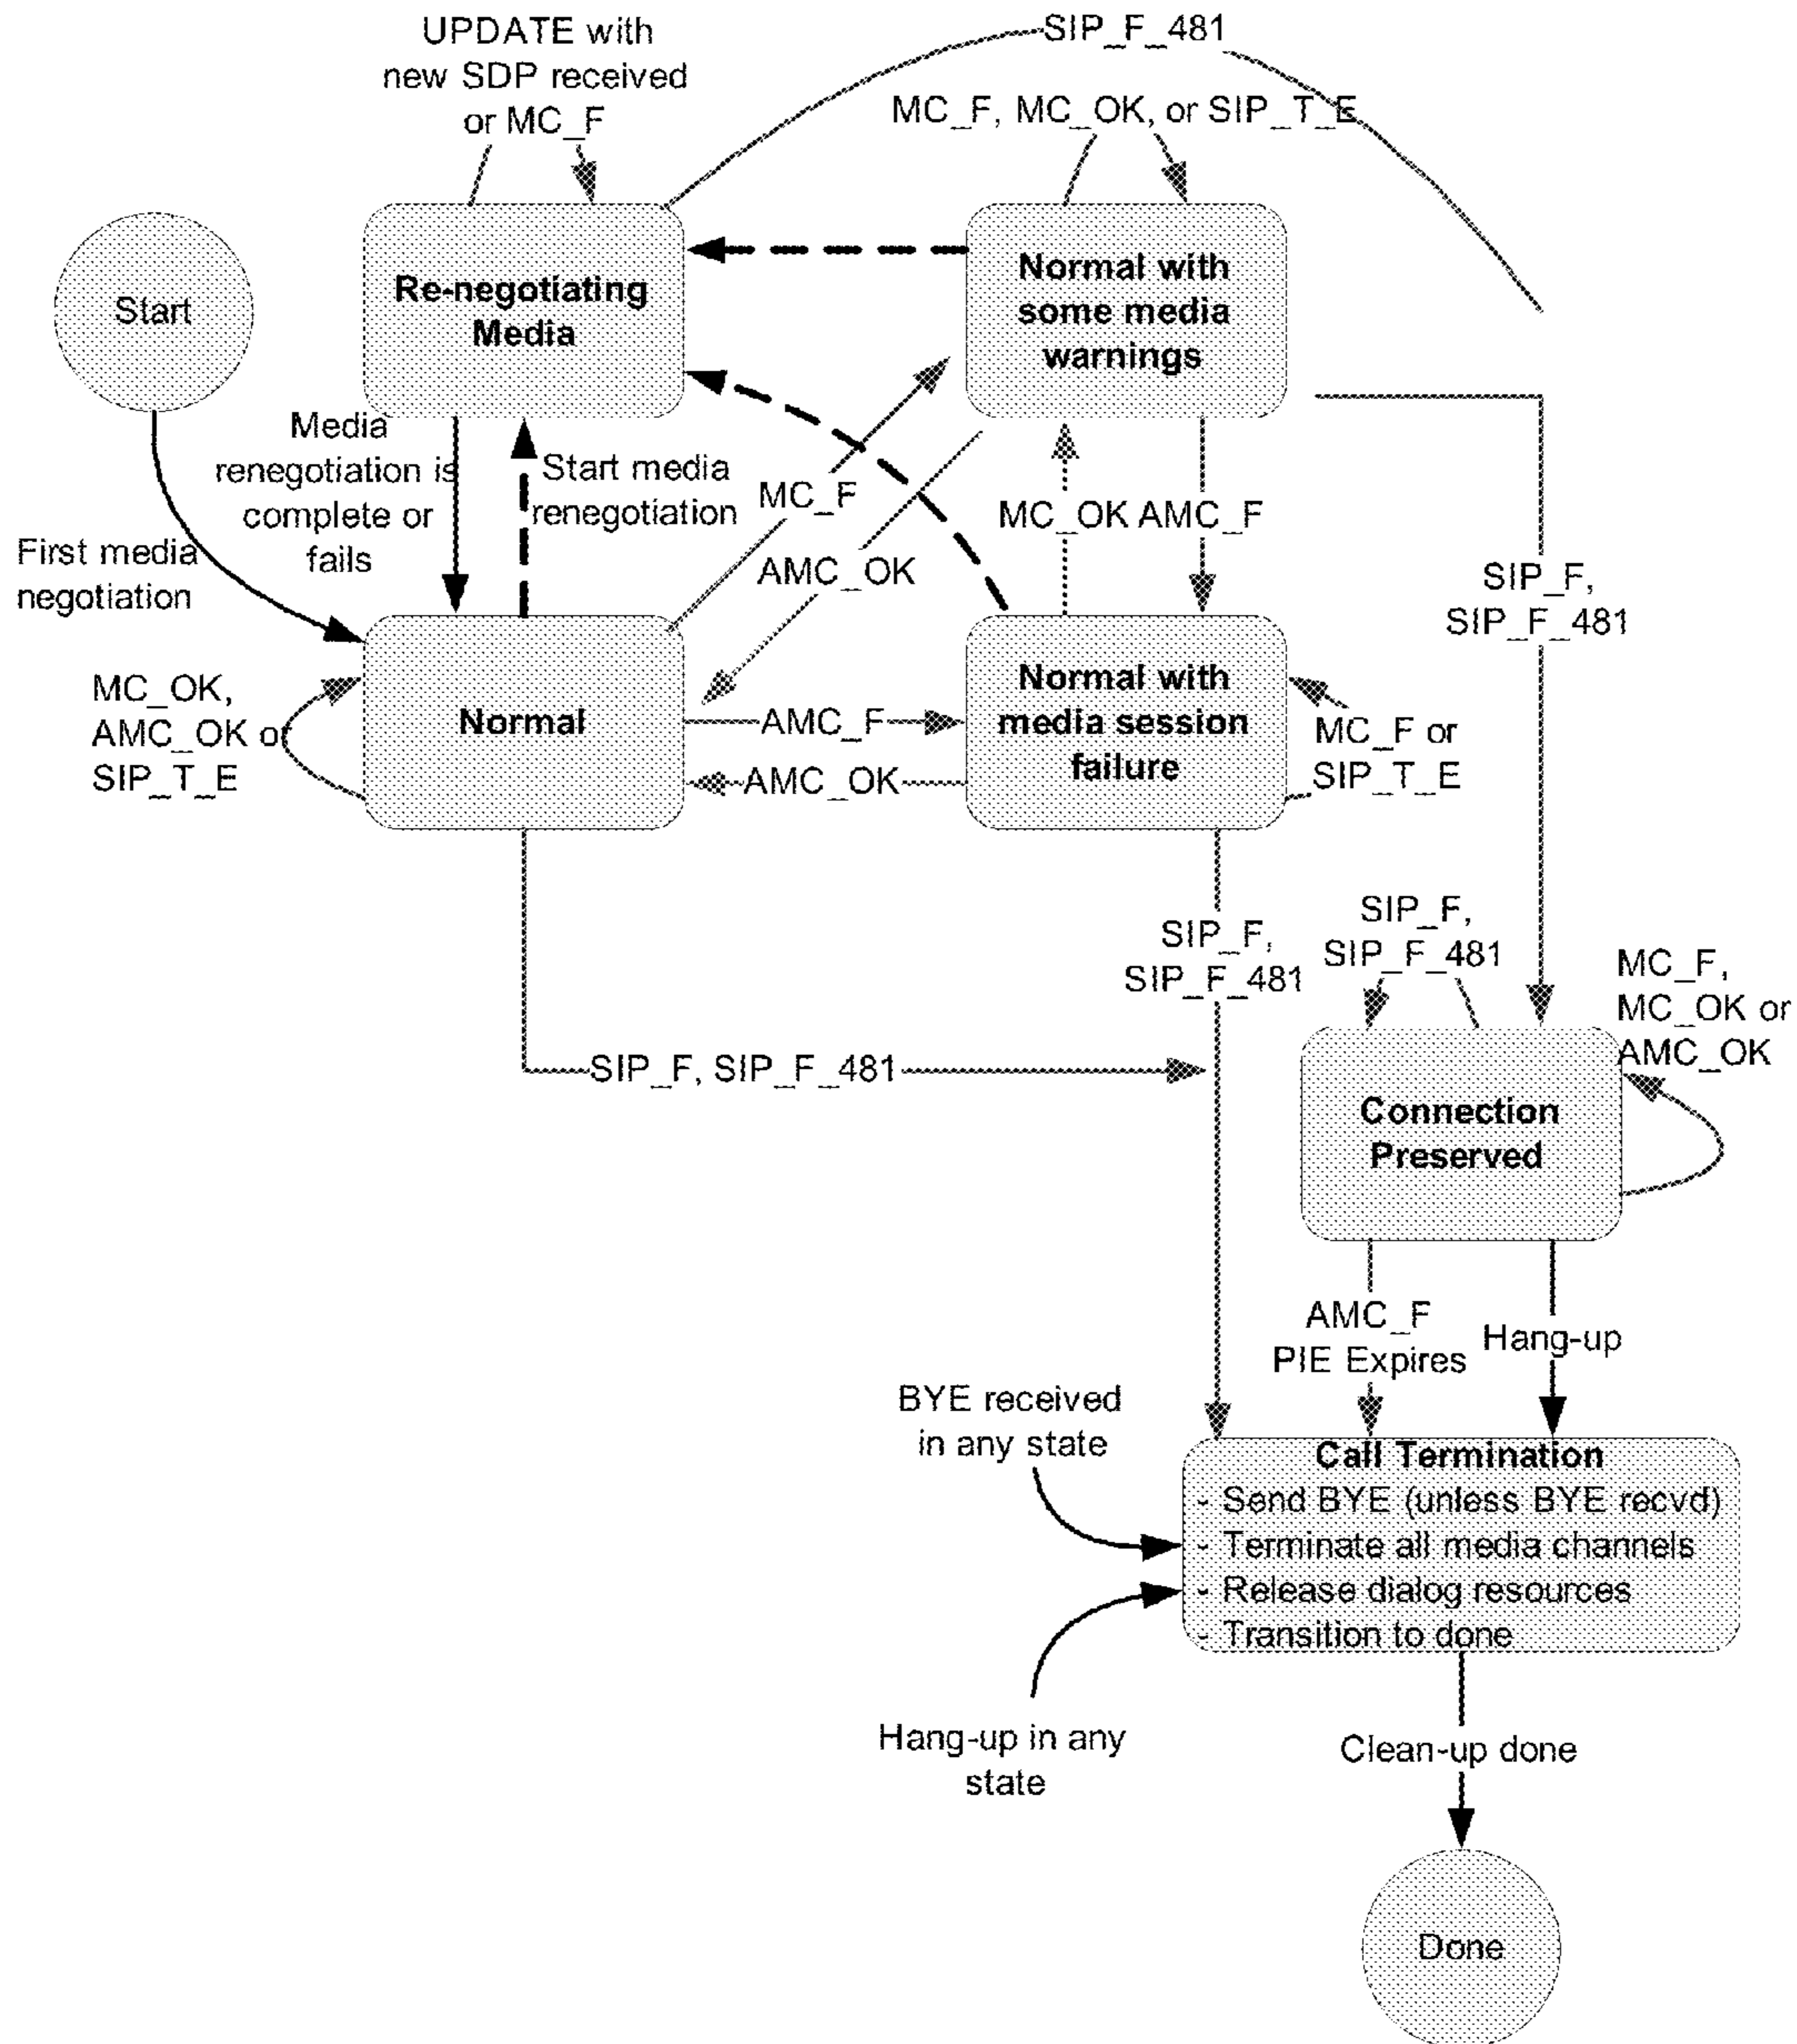 UPDATE with
new SDP received
or MC_F
SIP_F_481
MC_F, MC_OK, or SIP_T_E
Start
Re-negotiating
Media
Normal with
some media
warnings
Media
renegotiation is
complete or
fails
Start media
renegotiation
MC_F
MC_OK
AMC_F
First media
negotiation
AMC_OK
SIP_F,
SIP_F_481
MC_OK,
AMC_OK or
SIP_T_E
Normal
AMC_F
AMC_OK
Normal with
media session
failure
MC_F or
SIP_T_E
SIP_F,
SIP_F_481
SIP_F,
SIP_F_481
MC_F,
MC_OK or
AMC_OK
SIP_F, SIP_F_481
Connection
Preserved
AMC_F
PIE Expires
Hang-up
BYE received
in any state
Call Termination
- Send BYE (unless BYE recvd)
- Terminate all media channels
- Release dialog resources
- Transition to done
Hang-up in any
state
Clean-up done
Done